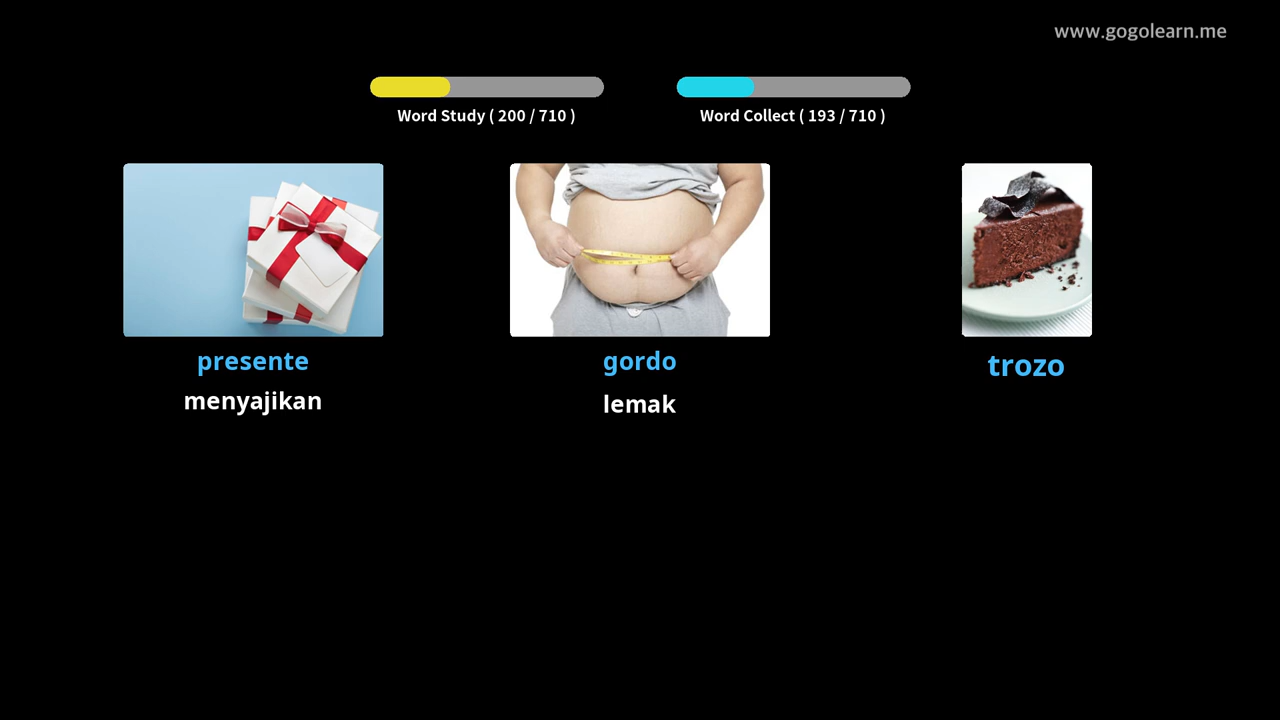 www.gogolearn.me
Word Study ( 200 / 710 )
Word Collect ( 193 / 710 )
presente
menyajikan
gordo
lemak
trozo